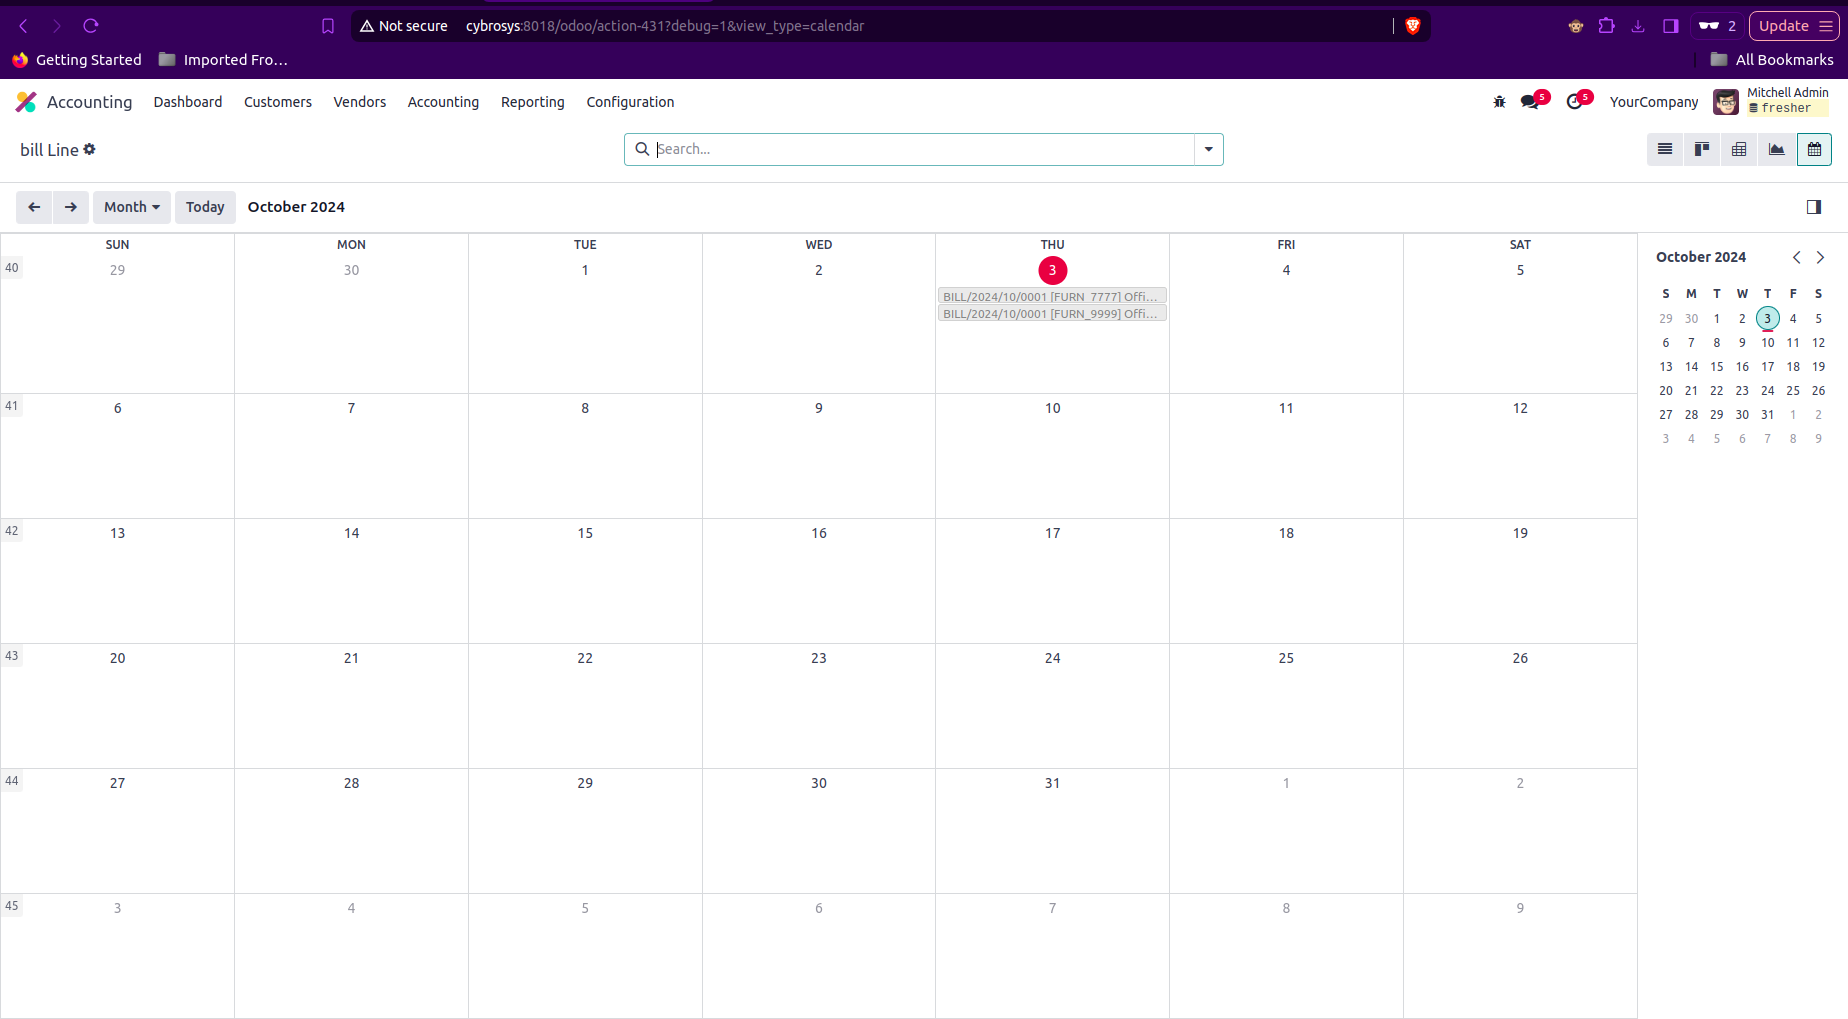 Not secure cybrosys:8018/odoo/action-431?debug=1&view_type=calendar 2 Update
Getting Started Imported Fro... All Bookmarks
Accounting Dashboard Customers Vendors Accounting Reporting Configuration 5 5 YourCompany Mitchell Admin
fresher
bill Line Search...
Month Today October 2024
SUN MON TUE WED THU FRI SAT
40 29 30 1 2 3 4 5
BILL/2024/10/0001 [FURN_7777] Offi...
BILL/2024/10/0001 [FURN_9999] Offi...
41 6 7 8 9 10 11 12
42 13 14 15 16 17 18 19
43 20 21 22 23 24 25 26
44 27 28 29 30 31 1 2
45 3 4 5 6 7 8 9
October 2024
S M T W T F S
29 30 1 2 3 4 5
6 7 8 9 10 11 12
13 14 15 16 17 18 19
20 21 22 23 24 25 26
27 28 29 30 31 1 2
3 4 5 6 7 8 9